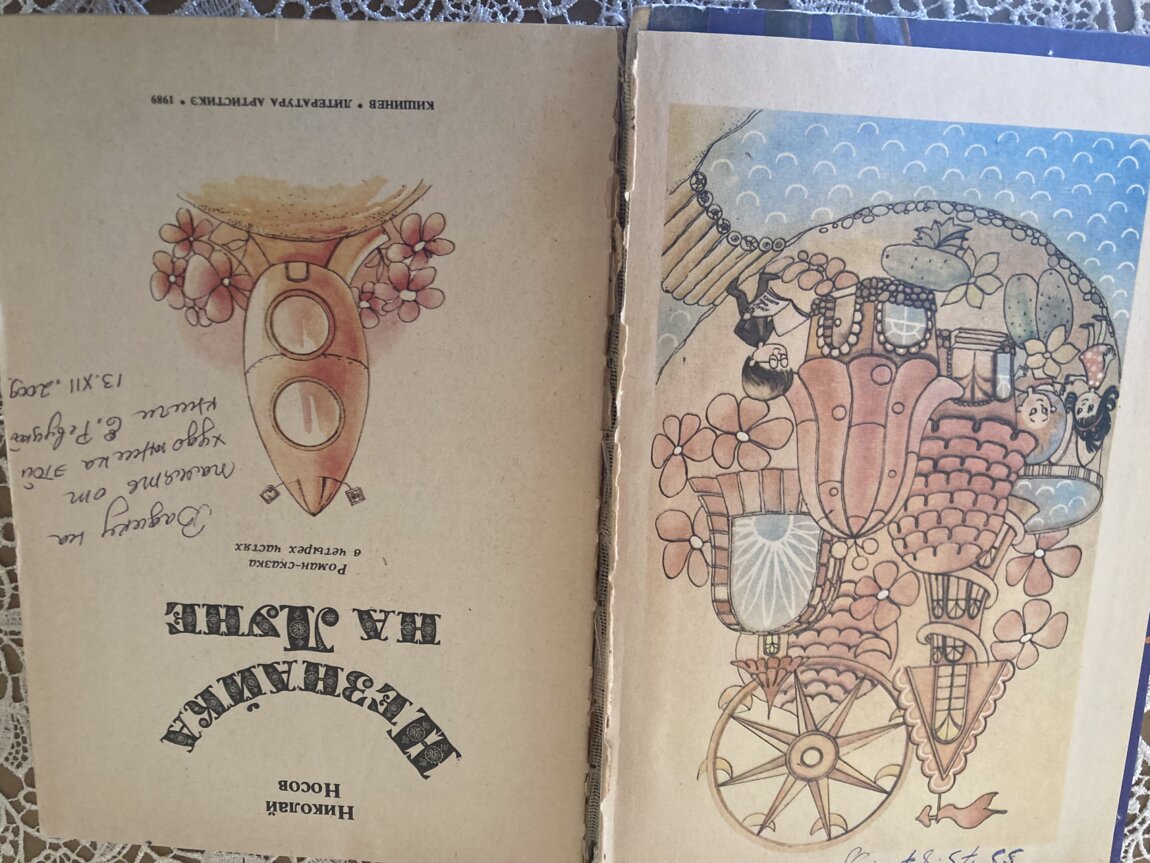 Николай
Носов
НЕЗНАЙКА
НА ЛУНЕ
Роман-сказка
в четырех частях
Вадику на
память от
художника этой
книги
13.XII.2009
КИШИНЕВ * ЛИТЕРАТУРА АРТИСТИКЭ * 1989